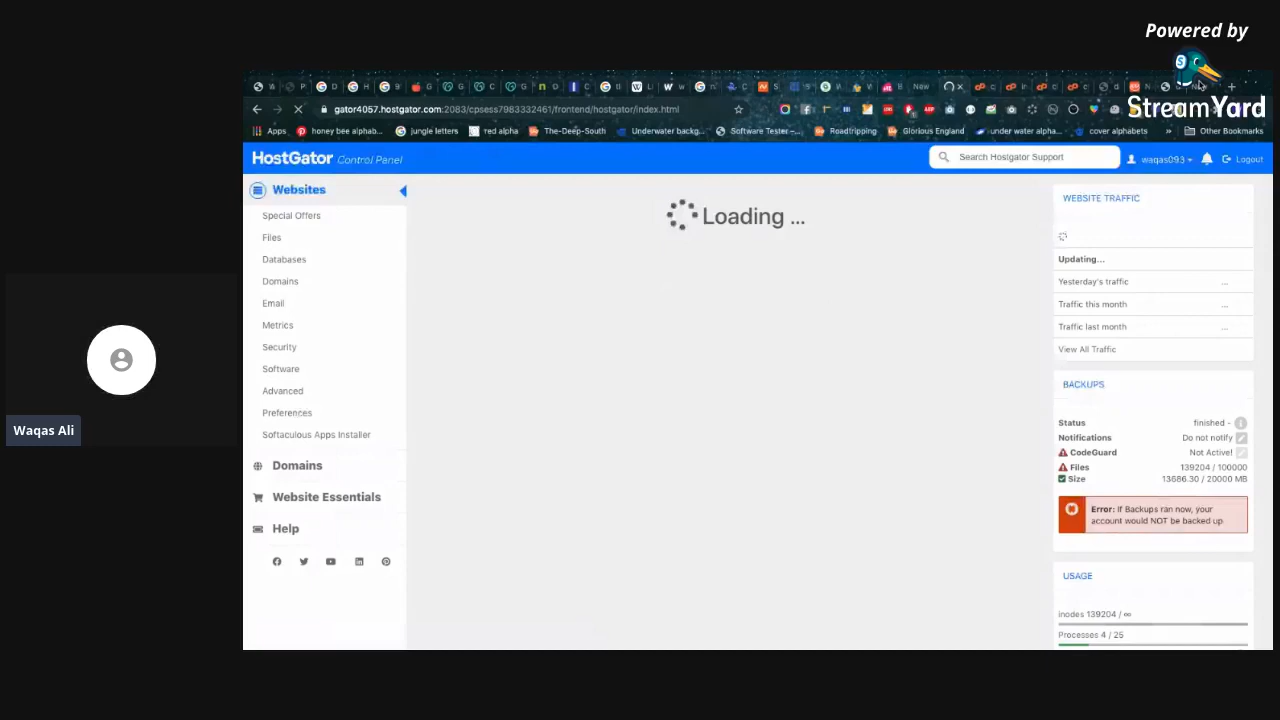 Powered by
StreamYard
gator4057.hostgator.com:2083/cpsess7983332461/frontend/hostgator/index.html
Apps
honey bee alphab...
jungle letters
red alpha
The-Deep-South
Underwater backg...
Software Tester –...
Roadtripping
Glorious England
under water alpha...
cover alphabets
»
Other Bookmarks
HostGator Control Panel
Search Hostgator Support
waqas093
Logout
Websites
Special Offers
Files
Databases
Domains
Email
Metrics
Security
Software
Advanced
Preferences
Softaculous Apps Installer
Domains
Website Essentials
Help
Loading ...
WEBSITE TRAFFIC
Updating...
Yesterday's traffic ...
Traffic this month ...
Traffic last month ...
View All Traffic
BACKUPS
Status finished -
Notifications Do not notify
CodeGuard Not Active!
Files 139204 / 100000
Size 13686.30 / 20000 MB
Error: If Backups ran now, your
account would NOT be backed up
USAGE
inodes 139204 / ∞
Processes 4 / 25
Waqas Ali